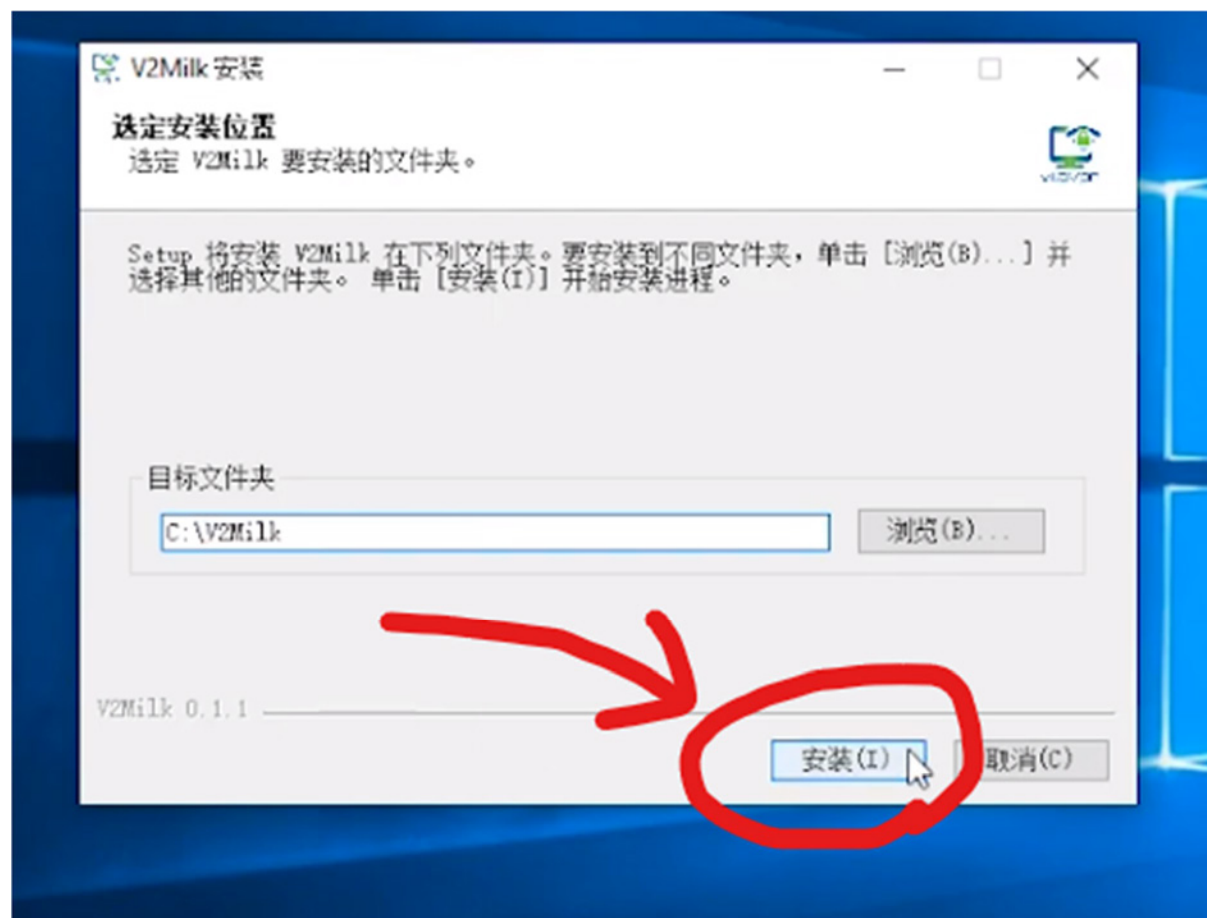 V2Milk 安装
选定安装位置
选定 V2Milk 要安装的文件夹。
Setup 将安装 V2Milk 在下列文件夹。要安装到不同文件夹，单击 [浏览(B)...] 并
选择其他的文件夹。 单击 [安装(I)] 开始安装进程。
目标文件夹
C:\V2Milk
浏览(B)...
V2Milk 0.1.1
安装(I)
取消(C)